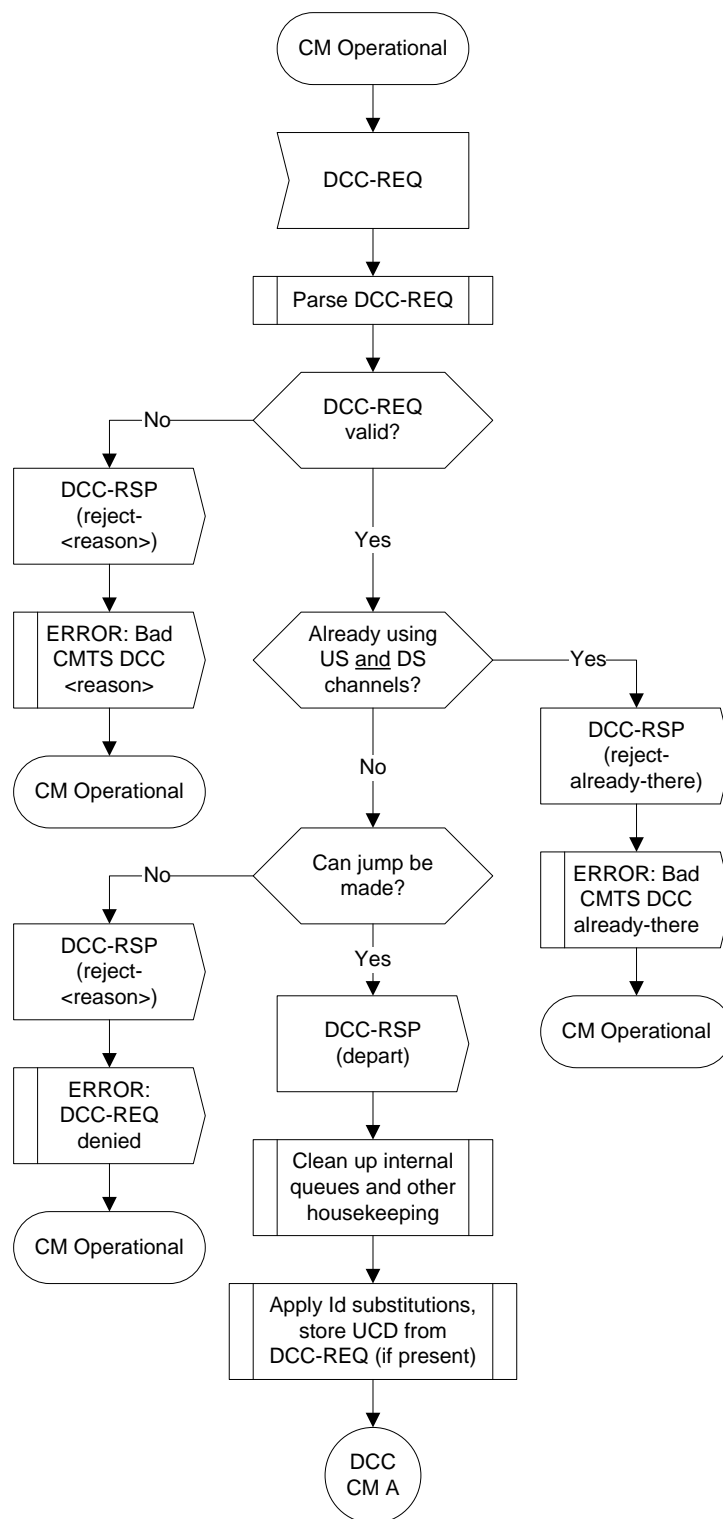 CM Operational
DCC-REQ
Parse DCC-REQ
DCC-REQ
valid?
No
DCC-RSP
(reject-
<reason>)
Yes
ERROR: Bad
CMTS DCC
<reason>
Already using
US and DS
channels?
Yes
DCC-RSP
(reject-
already-there)
CM Operational
No
Can jump be
made?
No
ERROR: Bad
CMTS DCC
already-there
DCC-RSP
(reject-
<reason>)
Yes
DCC-RSP
(depart)
CM Operational
ERROR:
DCC-REQ
denied
Clean up internal
queues and other
housekeeping
CM Operational
Apply Id substitutions,
store UCD from
DCC-REQ (if present)
DCC
CM A